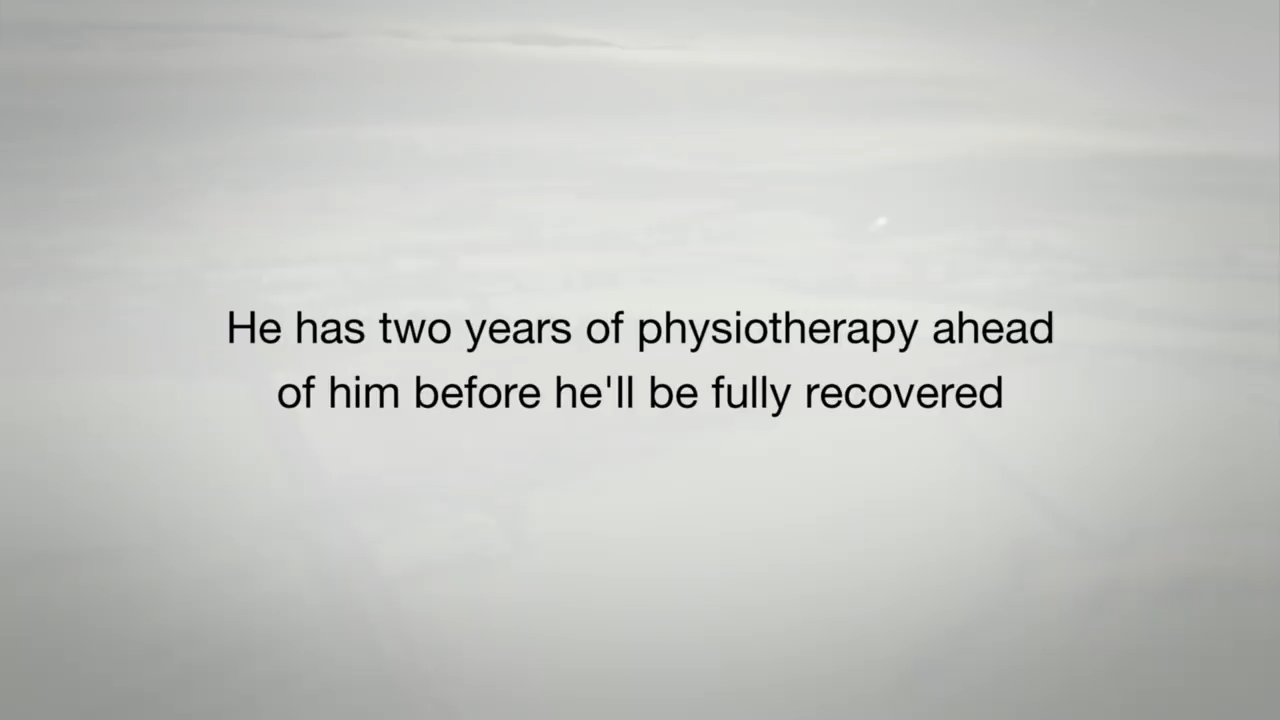 He has two years of physiotherapy ahead
of him before he'll be fully recovered